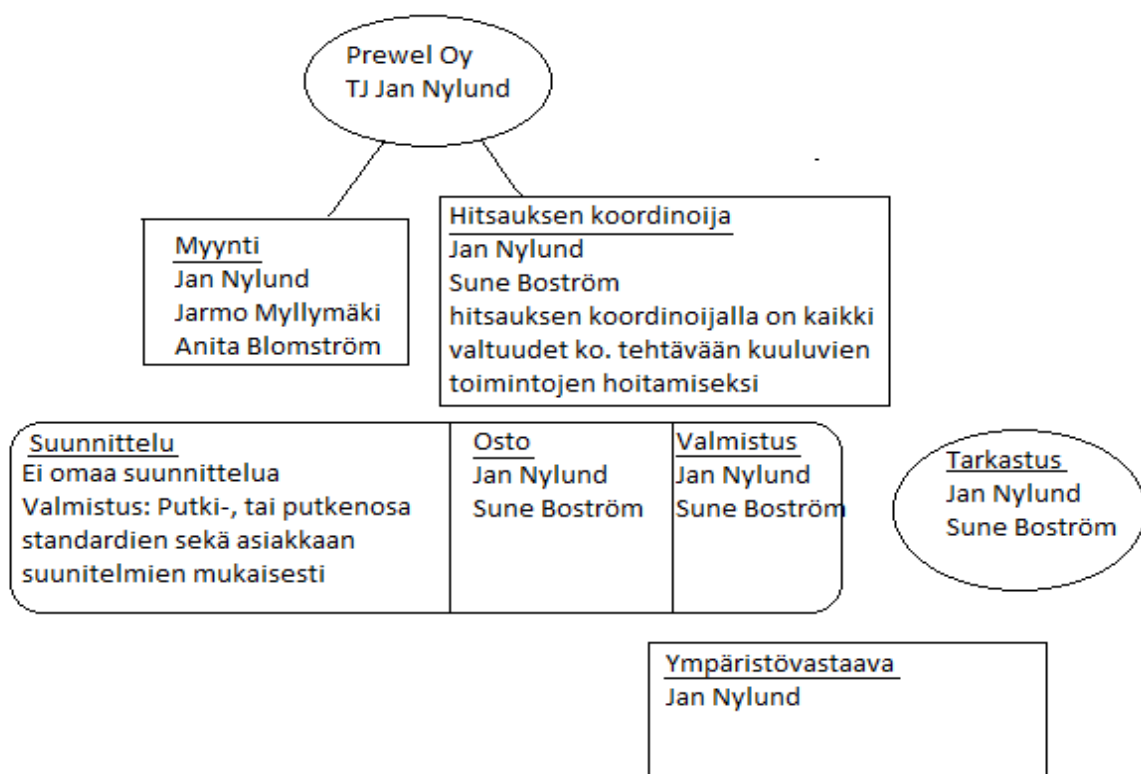 Prewel Oy
TJ Jan Nylund
Myynti
Jan Nylund
Jarmo Myllymäki
Anita Blomström
Hitsauksen koordinoija
Jan Nylund
Sune Boström
hitsauksen koordinoijalla on kaikki
valtuudet ko. tehtävään kuuluvien
toimintojen hoitamiseksi
Suunnittelu
Ei omaa suunnittelua
Valmistus: Putki-, tai putkenosa
standardien sekä asiakkaan
suunitelmien mukaisesti
Osto
Jan Nylund
Sune Boström
Valmistus
Jan Nylund
Sune Boström
Tarkastus
Jan Nylund
Sune Boström
Ympäristövastaava
Jan Nylund